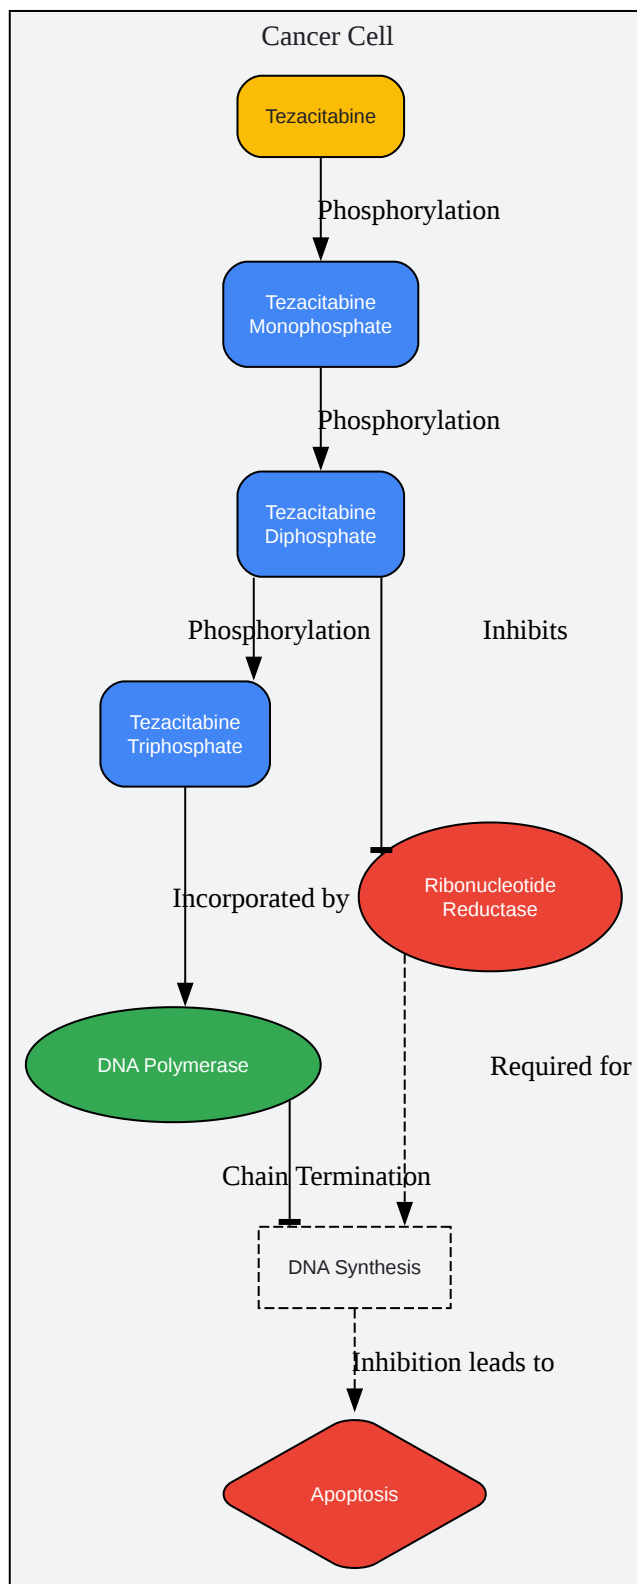 Cancer Cell
Tezacitabine
Phosphorylation
Tezacitabine
Monophosphate
Phosphorylation
Tezacitabine
Diphosphate
Phosphorylation
Inhibits
Tezacitabine
Triphosphate
Ribonucleotide
Reductase
Incorporated by
DNA Polymerase
Required for
Chain Termination
DNA Synthesis
Inhibition leads to
Apoptosis